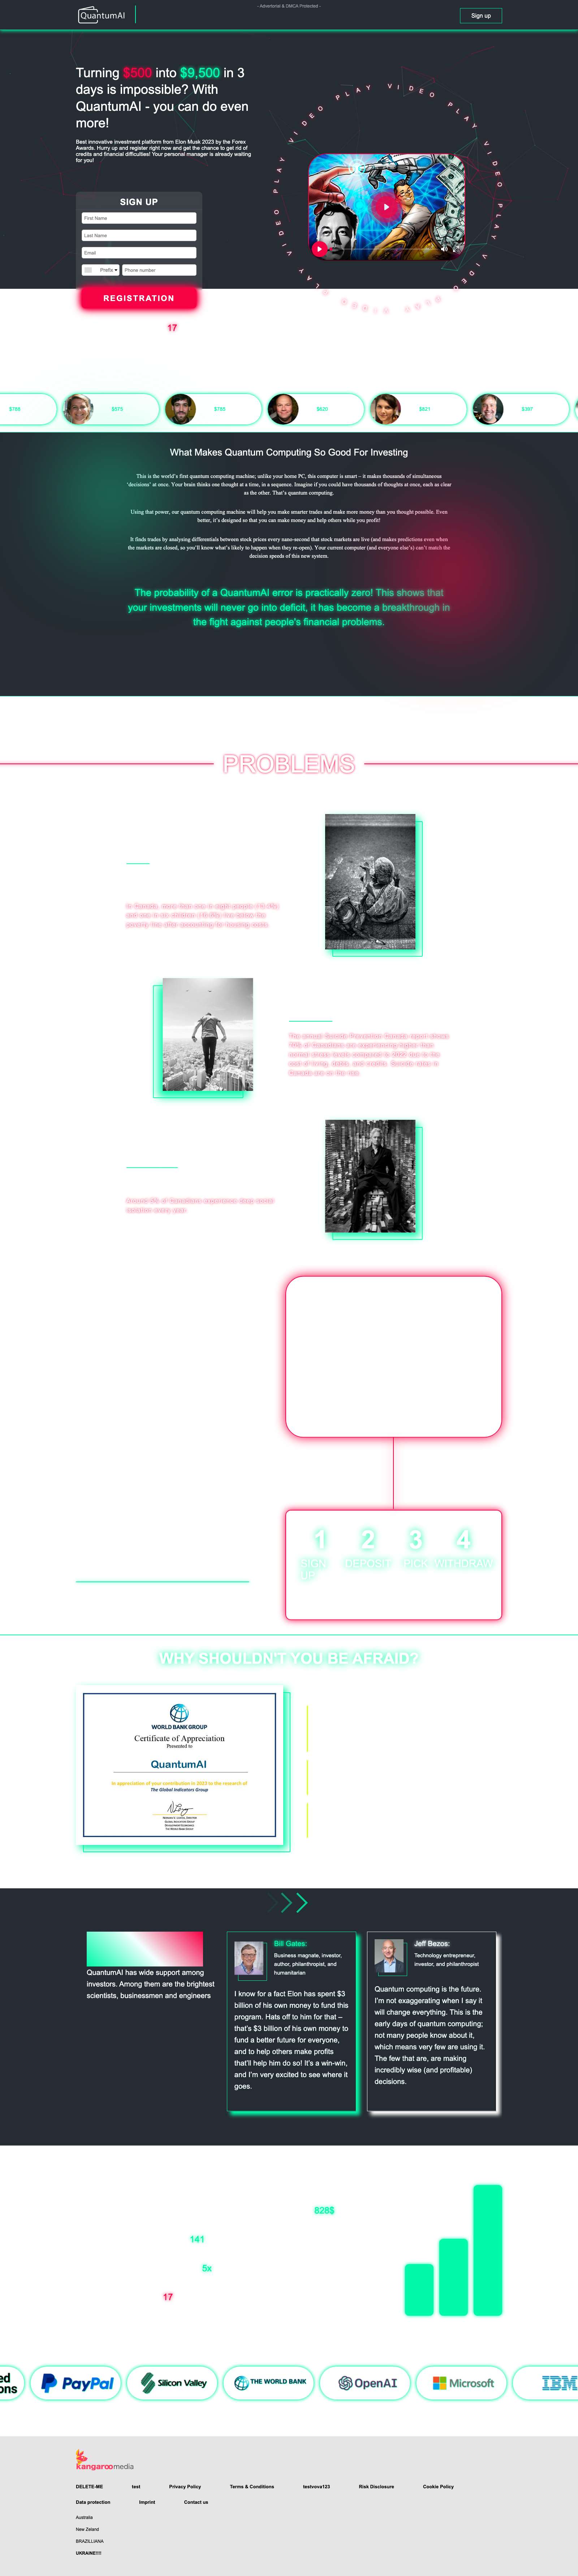 QuantumAI
- Advertorial & DMCA Protected -
Sign up
Turning $500 into $9,500 in 3
days is impossible? With
QuantumAI - you can do even
more!
Best innovative investment platform from Elon Musk 2023 by the Forex
Awards. Hurry up and register right now and get the chance to get rid of
credits and financial difficulties! Your personal manager is already waiting
for you!
VIDEO PLAY VIDEO PLAY VIDEO PLAY VIDEO
SIGN UP
First Name
Last Name
Email
Prefix
Phone number
REGISTRATION
17
$768
$575
$785
$620
$621
$397
What Makes Quantum Computing So Good For Investing
This is the world's first quantum computing machine; unlike your home PC, this computer is smart – it makes thousands of simultaneous
'decisions' at once. Your brain thinks one thought at a time, in a sequence. Imagine if you could have thousands of thoughts at once, each as clear
as the other. That's quantum computing.
Using that power, our quantum computing machine will help you make smarter trades and make more money than you thought possible. Even
better, it's designed so that you can make money and help others while you profit!
It finds trades by analysing differentials between stock prices every nano-second that stock markets are live (and makes predictions even when
the markets are closed, so you'll know what's likely to happen when they re-open). Your current computer (and everyone else's) can't match the
decision speeds of this new system.
The probability of a QuantumAI error is practically zero! This shows that
your investments will never go into deficit, it has become a breakthrough in
the fight against people's financial problems.
PROBLEMS
In Canada, more than one in eight people
and one in six children live below the
poverty line after accounting for housing costs
The annual Suicide Prevention Canada report shows
of Canadians are experiencing higher than
normal stress levels compared to 2022 due to the
cost of living, debts, and credits. Suicide rates in
Canada are on the rise.
Around of Canadians experience deep social
isolation every year
1
2
3
4
SIGN
UP
DEPOSIT
PICK
WITHDRAW
WHY SHOULDN'T YOU BE AFRAID?
WORLD BANK GROUP
Certificate of Appreciation
Presented to
QuantumAI
In appreciation of your contribution in 2023 to the research of
The Global Indicators Group
QuantumAI has wide support among
investors. Among them are the brightest
scientists, businessmen and engineers
Bill Gates:
Business magnate, investor,
author, philanthropist, and
humanitarian
I know for a fact Elon has spent $3
billion of his own money to fund this
program. Hats off to him for that –
that's $3 billion of his own money to
fund a better future for everyone,
and to help others make profits
that'll help him do so! It's a win-win,
and I'm very excited to see where it
goes.
Jeff Bezos:
Technology entrepreneur,
investor, and philanthropist
Quantum computing is the future.
I'm not exaggerating when I say it
will change everything. This is the
early days of quantum computing;
not many people know about it,
which means very few are using it.
The few that are, are making
incredibly wise (and profitable)
decisions.
828$
141
5x
17
PayPal
Silicon Valley
THE WORLD BANK
OpenAI
Microsoft
IBM
kangaroomedia
DELETE-ME
test
Privacy Policy
Terms & Conditions
testvova123
Risk Disclosure
Cookie Policy
Data protection
Imprint
Contact us
Australia
New Zeland
BRAZILLIANA
UKRAINE!!!!